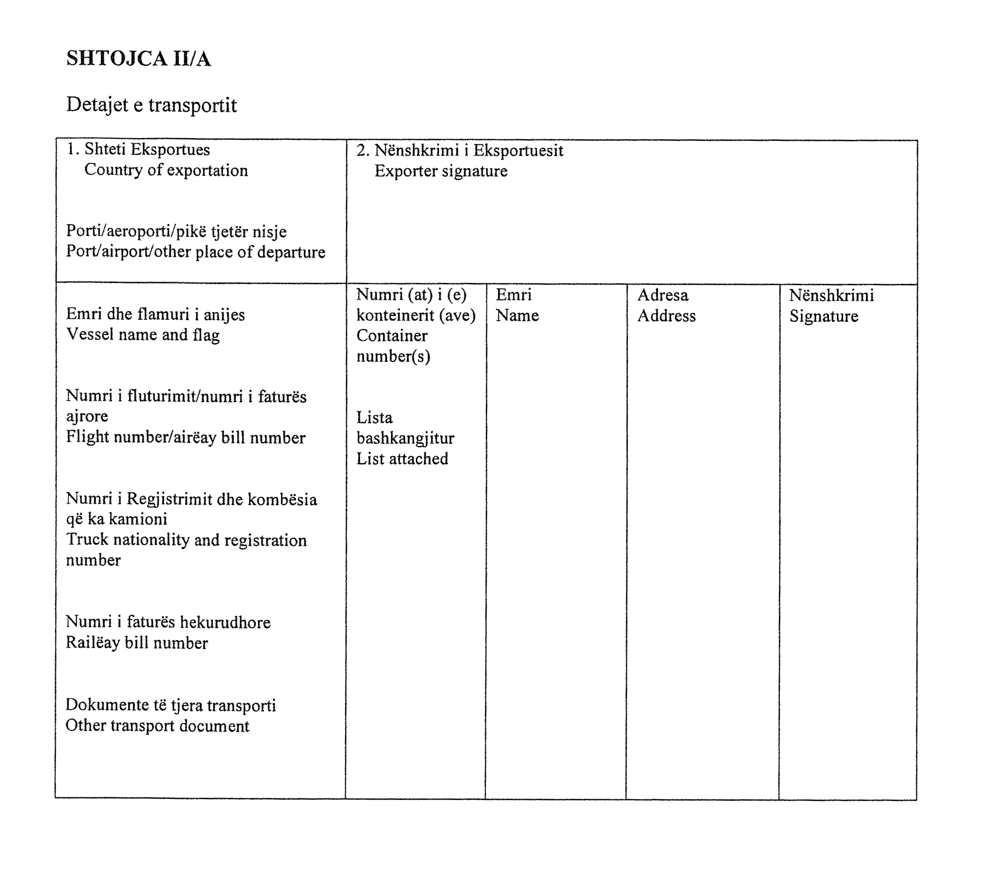 SHTOJCA II/A
Detajet e transportit
1. Shteti Eksportues
Country of exportation
Porti/aeroporti/pikë tjetër nisje
Port/airport/other place of departure
2. Nënshkrimi i Eksportuesit
Exporter signature
Emri dhe flamuri i anijes
Vessel name and flag
Numri i fluturimit/numri i faturës
ajrore
Flight number/airëay bill number
Numri i Regjistrimit dhe kombësia
që ka kamioni
Truck nationality and registration
number
Numri i faturës hekurudhore
Railëay bill number
Dokumente të tjera transporti
Other transport document
Numri (at) i (e)
konteinerit (ave)
Container
number(s)
Lista
bashkangjitur
List attached
Emri
Name
Adresa
Address
Nënshkrimi
Signature